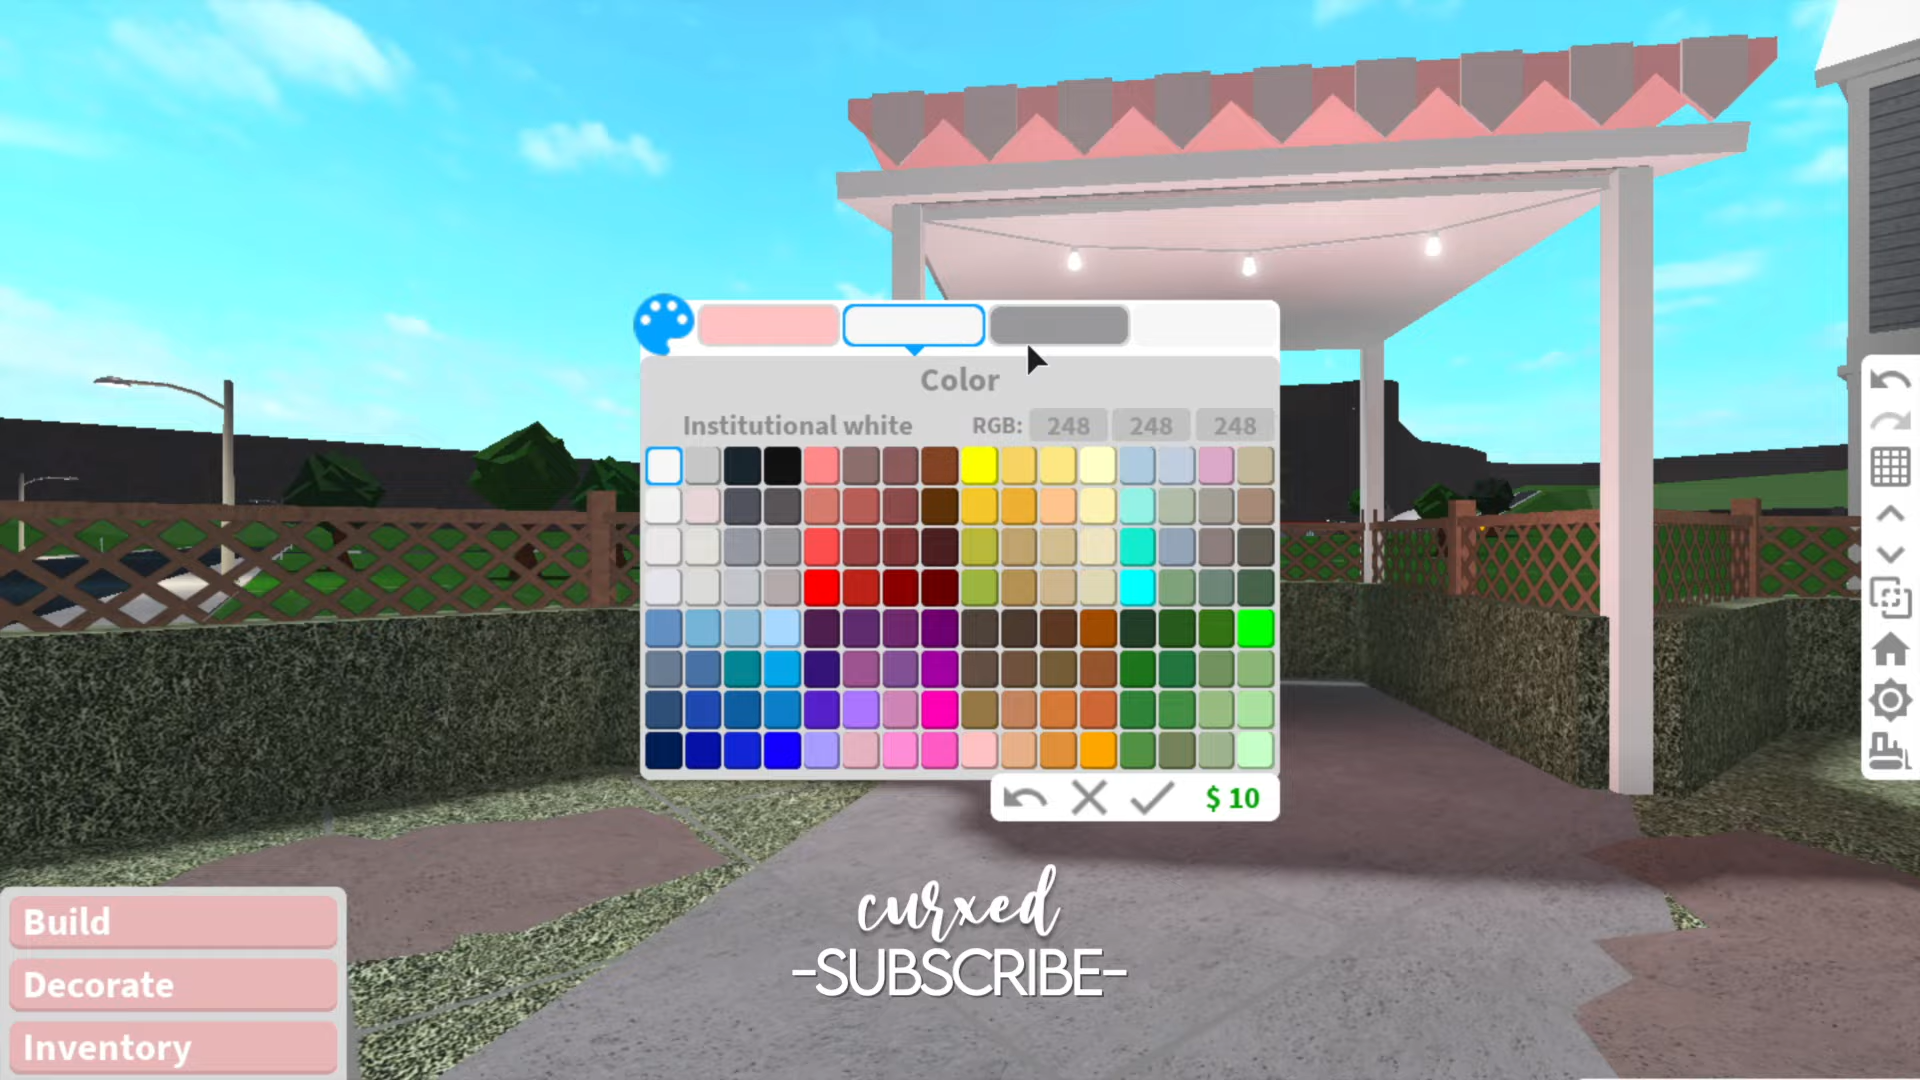 Color
Institutional white RGB: 248 248 248
$ 10
Build
Decorate
Inventory
curxed
-SUBSCRIBE-